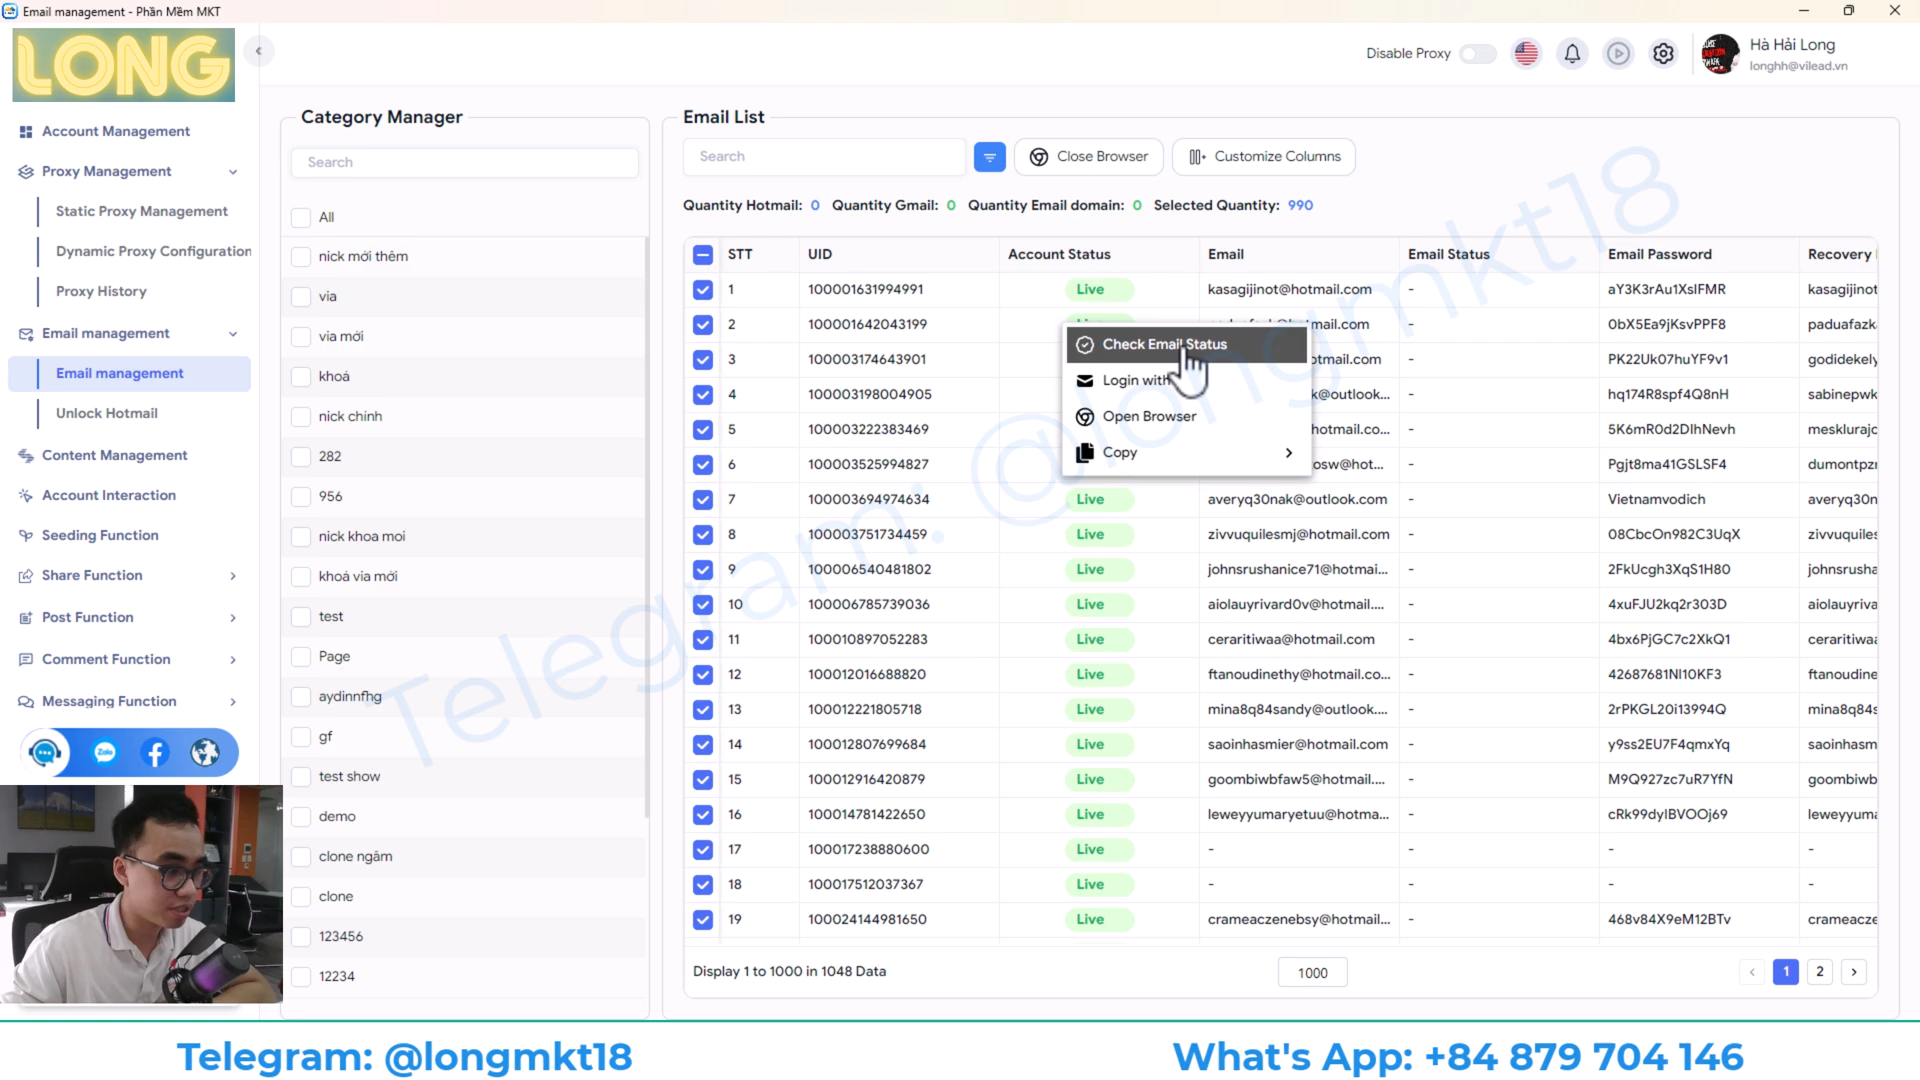 Email management - Phần Mềm MKT
LONG
Disable Proxy
Hà Hải Long
longhh@vilead.vn
Account Management
Proxy Management
Static Proxy Management
Dynamic Proxy Configuration
Proxy History
Email management
Email management
Unlock Hotmail
Content Management
Account Interaction
Seeding Function
Share Function
Post Function
Comment Function
Messaging Function
Zalo
Category Manager
Search
All
nick mới thêm
via
via mới
khoá
nick chính
282
956
nick khoa moi
khoá via mới
test
Page
aydinnfhg
gf
test show
demo
clone ngâm
clone
123456
12234
Email List
Search
Close Browser
Customize Columns
Quantity Hotmail: 0 Quantity Gmail: 0 Quantity Email domain: 0 Selected Quantity: 990
STT UID Account Status Email Email Status Email Password Recovery
1 100001631994991 Live kasagijinot@hotmail.com - aY3K3rAu1XsIFMR kasagijinot
2 100001642043199 mail.com - 0bX5Ea9jKsvPPF8 paduafazk
3 100003174643901 otmail.com - PK22Uk07huYF9v1 godidekely
4 100003198004905 k@outlook... - hq174R8spf4Q8nH sabinepwk
5 100003222383469 hotmail.co... - 5K6mR0d2DIhNevh mesklurajo
6 100003525994827 osw@hot... - Pgjt8ma41GSLSF4 dumontpzr
7 100003694974634 Live averyq30nak@outlook.com - Vietnamvodich averyq30n
8 100003751734459 Live zivvuquilesmj@hotmail.com - 08CbcOn982C3UqX zivvuquiles
9 100006540481802 Live johnsrushanice71@hotmai... - 2FkUcgh3XqS1H80 johnsrusha
10 100006785739036 Live aiolauyrivard0v@hotmail.... - 4xuFJU2kq2r303D aiolauyriva
11 100010897052283 Live ceraritiwaa@hotmail.com - 4bx6PjGC7c2XkQ1 ceraritiwaa
12 100012016688820 Live ftanoudinethy@hotmail.co... - 42687681NI10KF3 ftanoudine
13 100012221805718 Live mina8q84sandy@outlook.... - 2rPKGL20i13994Q mina8q84s
14 100012807699684 Live saoinhasmier@hotmail.com - y9ss2EU7F4qmxYq saoinhasm
15 100012916420879 Live goombiwbfaw5@hotmail.... - M9Q927zc7uR7YfN goombiwb
16 100014781422650 Live leweyyumaryetuu@hotma... - cRk99dyIBVOOj69 leweyyuma
17 100017238880600 Live - - - -
18 100017512037367 Live - - - -
19 100024144981650 Live crameaczenebsy@hotmail... - 468v84X9eM12BTv crameacze
Check Email Status
Login with
Open Browser
Copy
Display 1 to 1000 in 1048 Data
1000
1 2
Telegram: @longmkt18
Telegram: @longmkt18
What's App: +84 879 704 146